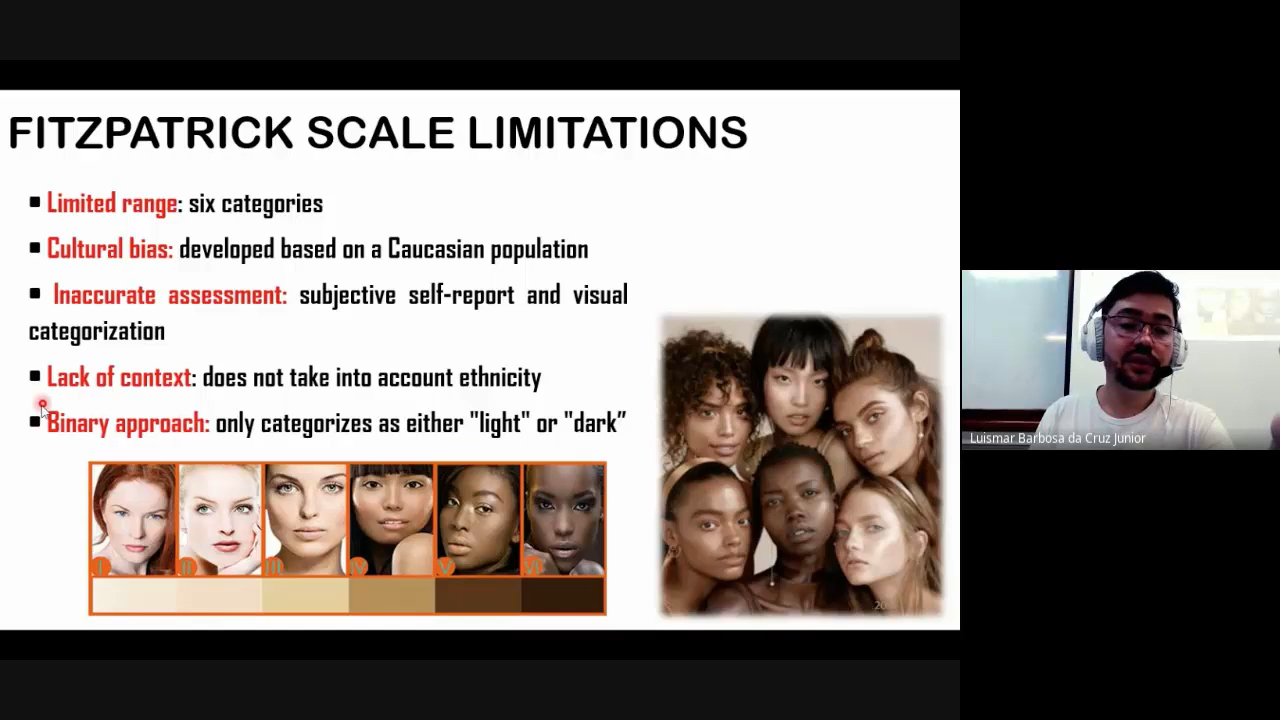 FITZPATRICK SCALE LIMITATIONS
▪ Limited range: six categories
▪ Cultural bias: developed based on a Caucasian population
▪ Inaccurate assessment: subjective self-report and visual
categorization
▪ Lack of context: does not take into account ethnicity
▪ Binary approach: only categorizes as either "light" or "dark”
I II III IV V VI
20
Luismar Barbosa da Cruz Junior